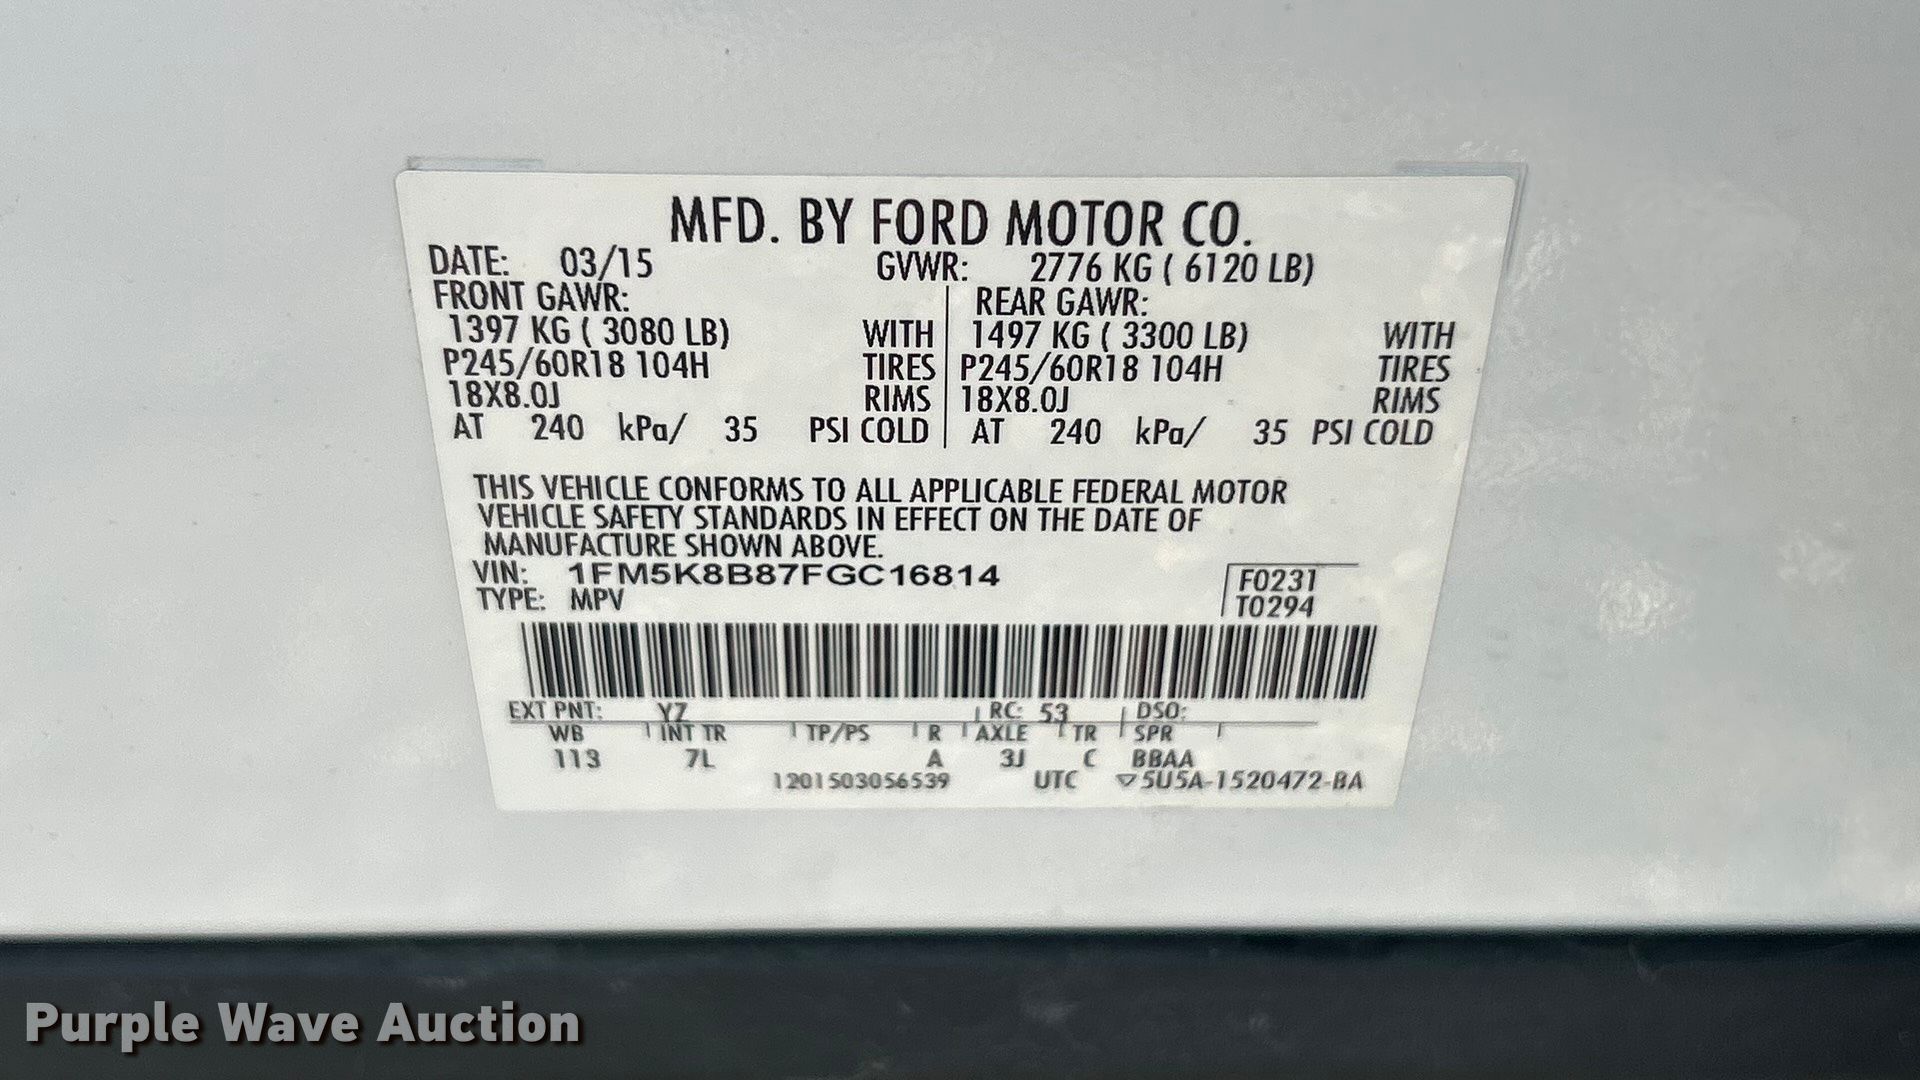 MFD. BY FORD MOTOR CO.
DATE: 03/15 GVWR: 2776 KG ( 6120 LB)
FRONT GAWR: REAR GAWR:
1397 KG ( 3080 LB) WITH 1497 KG ( 3300 LB) WITH
P245/60R18 104H TIRES P245/60R18 104H TIRES
18X8.0J RIMS 18X8.0J RIMS
AT 240 kPa/ 35 PSI COLD AT 240 kPa/ 35 PSI COLD
THIS VEHICLE CONFORMS TO ALL APPLICABLE FEDERAL MOTOR
VEHICLE SAFETY STANDARDS IN EFFECT ON THE DATE OF
MANUFACTURE SHOWN ABOVE.
VIN: 1FM5K8B87FGC16814 F0231
TYPE: MPV T0294
EXT PNT: YZ RC: 53 DSO:
WB INT TR TP/PS R AXLE TR SPR
113 7L A 3J C BBAA
1201503056539 UTC ▽5U5A-1520472-BA
Purple Wave Auction